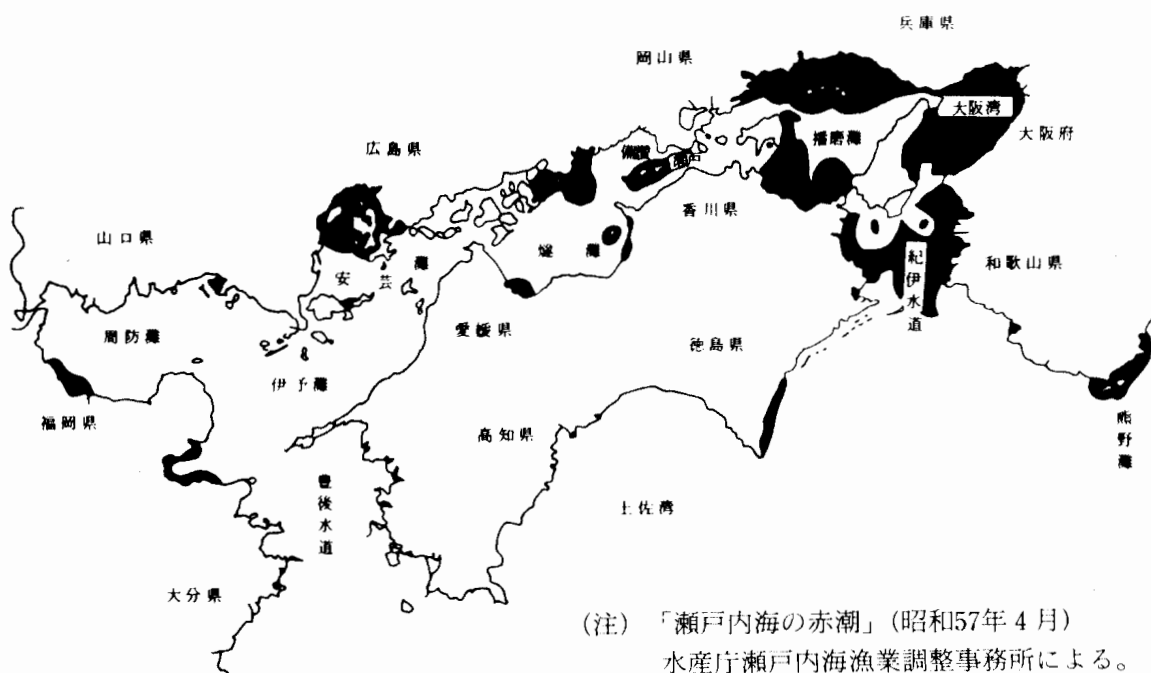 兵庫県
岡山県
大阪湾
大阪府
広島県
播磨灘
備讃瀬戸
香川県
山口県
燧灘
安芸灘
和歌山県
紀伊水道
周防灘
愛媛県
徳島県
伊予灘
福岡県
高知県
熊野灘
豊後水道
土佐湾
大分県
(注) 「瀬戸内海の赤潮」(昭和57年4月)
水産庁瀬戸内海漁業調整事務所による。